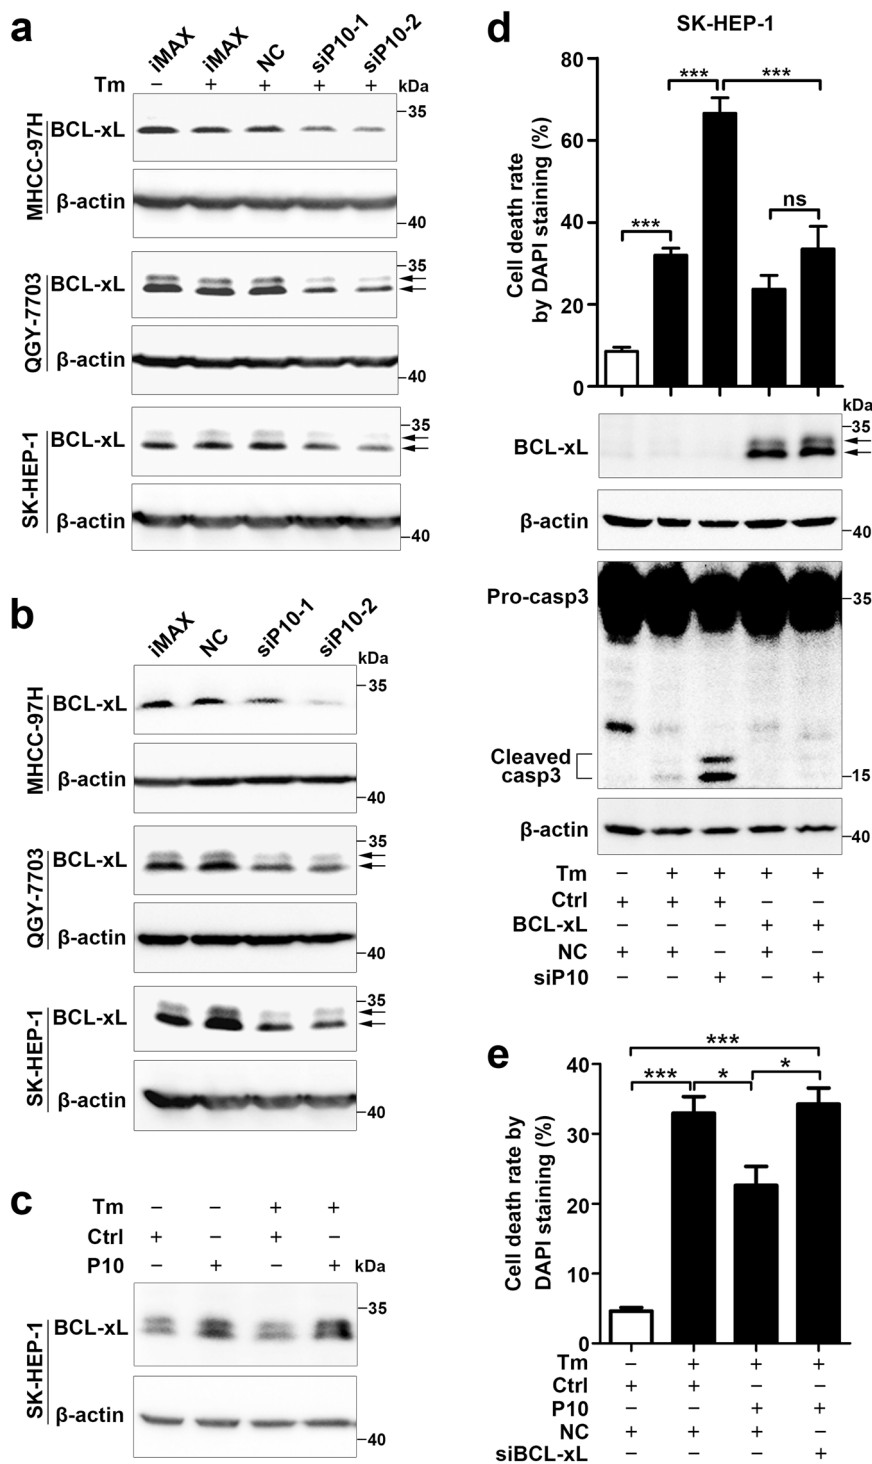 a
iMAX iMAX NC siP10-1 siP10-2
Tm – + + + + kDa
MHCC-97H
BCL-xL 35
β-actin 40
QGY-7703
BCL-xL 35
β-actin 40
SK-HEP-1
BCL-xL 35
β-actin 40
b
iMAX NC siP10-1 siP10-2
kDa
MHCC-97H
BCL-xL 35
β-actin 40
QGY-7703
BCL-xL 35
β-actin 40
SK-HEP-1
BCL-xL 35
β-actin 40
c
Tm – – + +
Ctrl + – + –
P10 – + – + kDa
SK-HEP-1
BCL-xL 35
β-actin 40
d
SK-HEP-1
Cell death rate
by DAPI staining (%)
80
60
40
20
0
*** *** ***
ns
kDa
BCL-xL 35
β-actin 40
Pro-casp3 35
Cleaved
casp3 15
β-actin 40
Tm – + + + +
Ctrl + + + – –
BCL-xL – – – + +
NC + + – + –
siP10 – – + – +
e
Cell death rate by
DAPI staining (%)
40
30
20
10
0
***
*** * *
Tm – + + +
Ctrl + + – –
P10 – – + +
NC + + + –
siBCL-xL – – – +